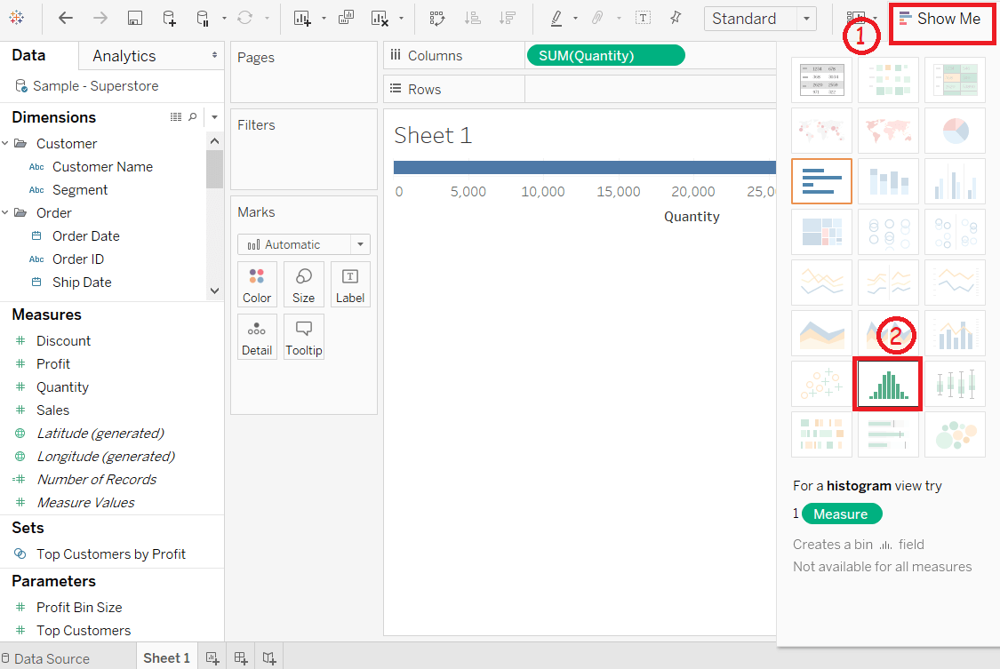 Standard
Show Me
1
Data
Analytics
Sample - Superstore
Dimensions
Customer
Abc Customer Name
Abc Segment
Order
Order Date
Abc Order ID
Ship Date
Measures
Discount
Profit
Quantity
Sales
Latitude (generated)
Longitude (generated)
Number of Records
Measure Values
Sets
Top Customers by Profit
Parameters
Profit Bin Size
Top Customers
Pages
Filters
Marks
Automatic
Color
Size
T
Label
Detail
Tooltip
Columns
SUM(Quantity)
Rows
Sheet 1
0 5,000 10,000 15,000 20,000 25,0
Quantity
2
For a histogram view try
1 Measure
Creates a bin field
Not available for all measures
Data Source
Sheet 1